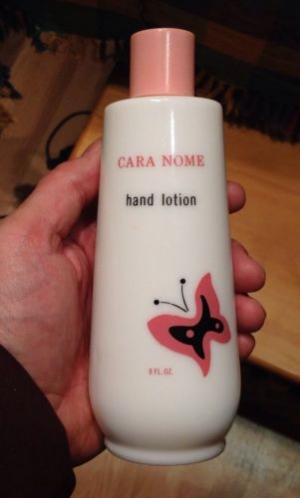 CARA NOME
hand lotion
8 FL. OZ.